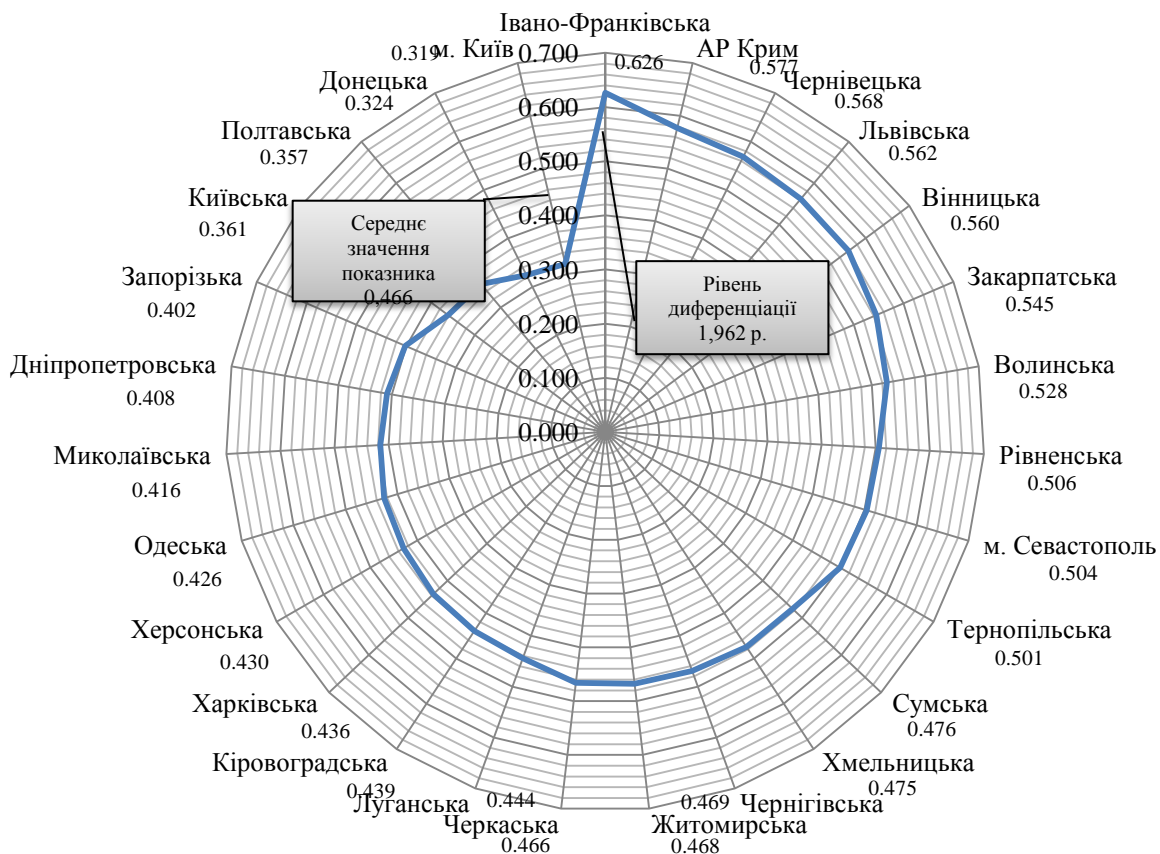 Івано-Франківська
0.626
АР Крим
0.577
Чернівецька
0.568
Львівська
0.562
Вінницька
0.560
Закарпатська
0.545
Волинська
0.528
Рівненська
0.506
м. Севастополь
0.504
Тернопільська
0.501
Сумська
0.476
Хмельницька
0.475
Чернігівська
0.469
Житомирська
0.468
Черкаська
0.466
Луганська
0.444
Кіровоградська
0.439
Харківська
0.436
Херсонська
0.430
Одеська
0.426
Миколаївська
0.416
Дніпропетровська
0.408
Запорізька
0.402
Київська
0.361
Полтавська
0.357
Донецька
0.324
м. Київ
0.319
0.700
0.600
0.500
0.400
0.300
0.200
0.100
0.000
Середнє
значення
показника
0,466
Рівень
диференціації
1,962 р.